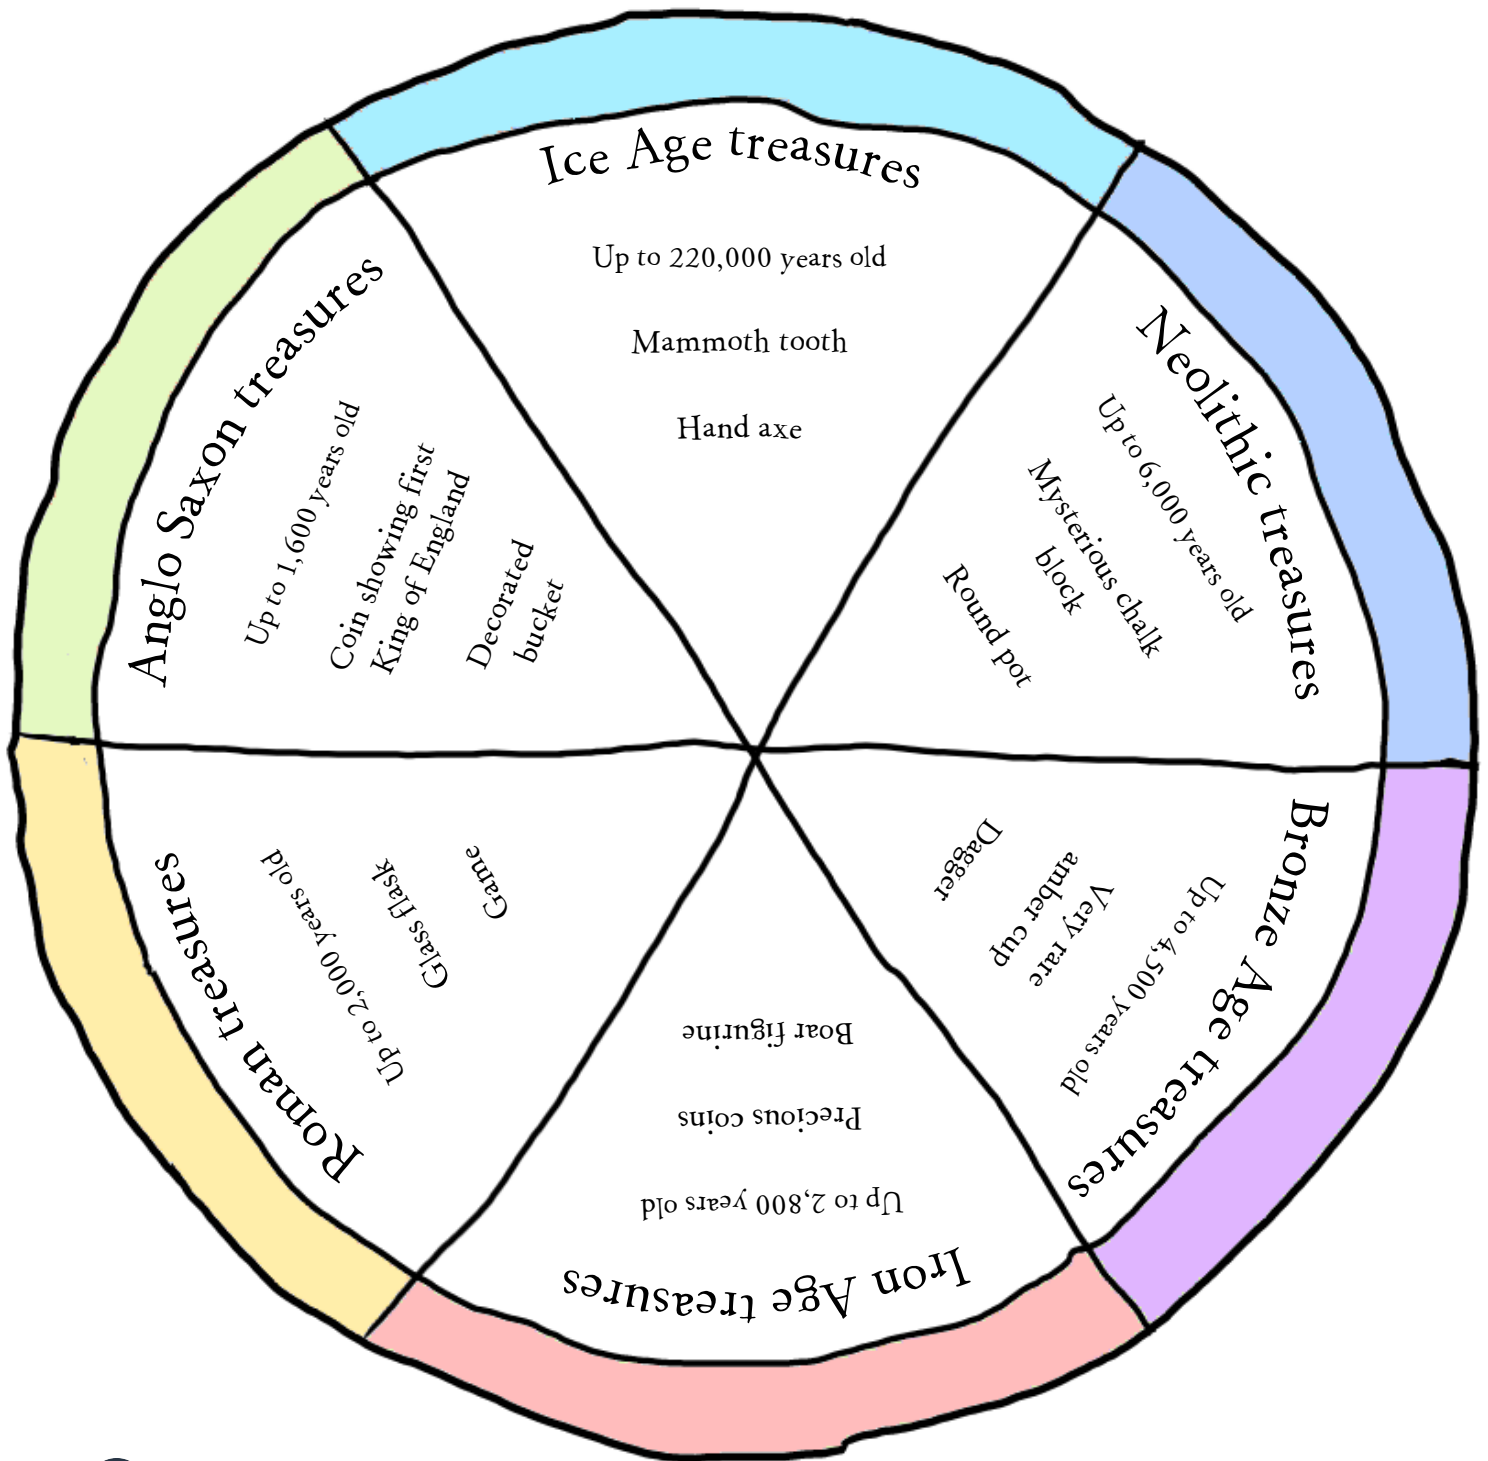 Ice Age treasures
Up to 220,000 years old
Mammoth tooth
Hand axe
Neolithic treasures
Up to 6,000 years old
Mysterious chalk
block
Round pot
Bronze Age treasures
Up to 4,500 years old
Very rare
amber cup
Dagger
Iron Age treasures
Up to 2,800 years old
Precious coins
Boar figurine
Roman treasures
Up to 2,000 years old
Glass flask
Game
Anglo Saxon treasures
Up to 1,600 years old
Coin showing first
King of England
Decorated
bucket